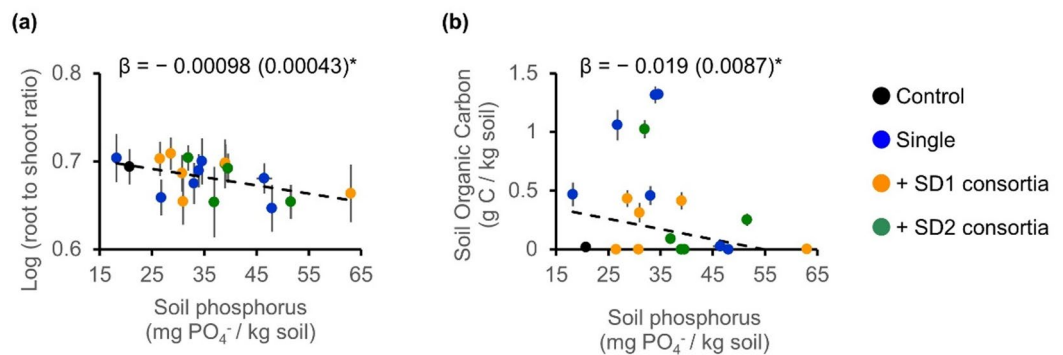 (a)
β = − 0.00098 (0.00043)*
Log (root to shoot ratio)
0.8
0.7
0.6
15 25 35 45 55 65
Soil phosphorus
(mg PO₄⁻ / kg soil)
(b)
β = − 0.019 (0.0087)*
Soil Organic Carbon
(g C / kg soil)
1.5
1
0.5
0
15 25 35 45 55 65
Soil phosphorus
(mg PO₄⁻ / kg soil)
Control
Single
+ SD1 consortia
+ SD2 consortia